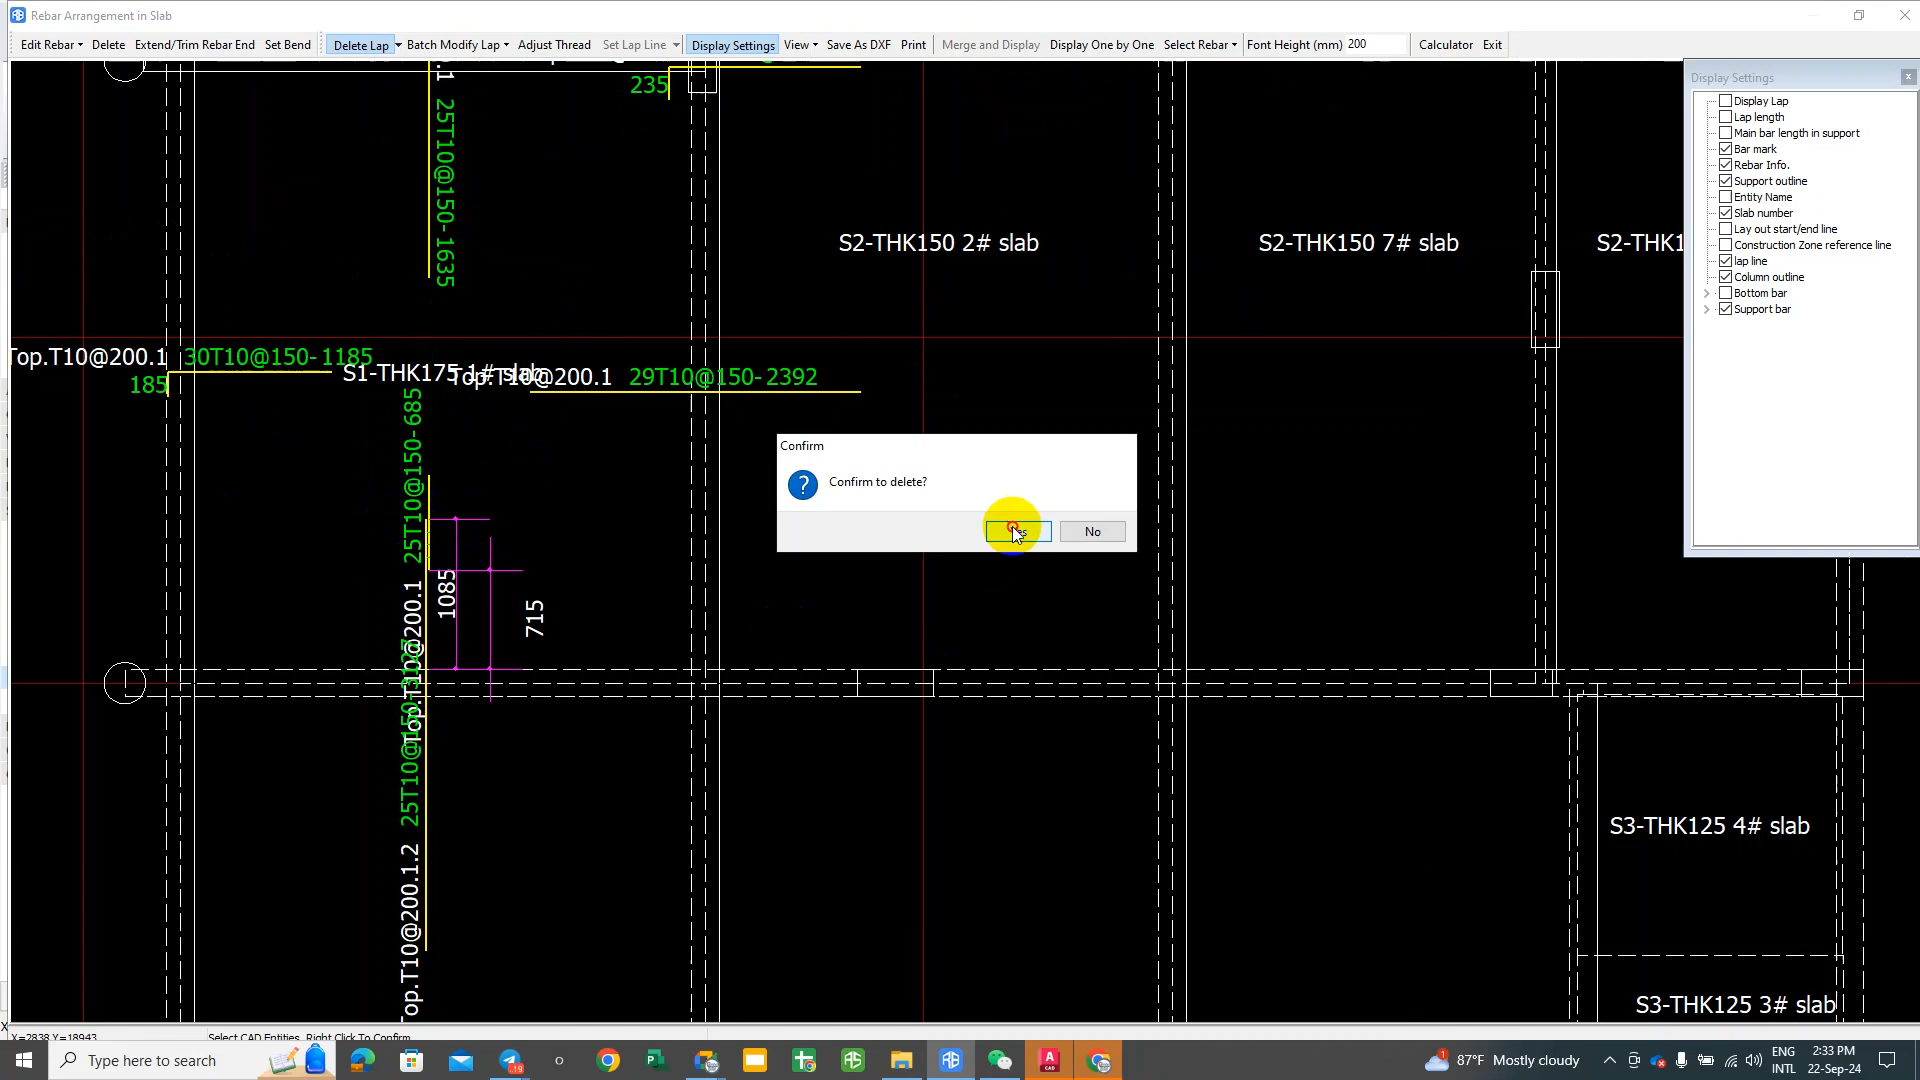 Rebar Arrangement in Slab
Edit Rebar Delete Extend/Trim Rebar End Set Bend Delete Lap Batch Modify Lap Adjust Thread Set Lap Line Display Settings View Save As DXF Print Merge and Display Display One by One Select Rebar Font Height (mm) 200 Calculator Exit
Display Settings
Display Lap
Lap length
Main bar length in support
Bar mark
Rebar Info.
Support outline
Entity Name
Slab number
Lay out start/end line
Construction Zone reference line
lap line
Column outline
Bottom bar
Support bar
235
25T10@150-1635
S2-THK150 2# slab
S2-THK150 7# slab
S2-THK1
Top.T10@200.1 30T10@150-1185
185
S1-THK175 1# slab
Top.T10@200.1 29T10@150-2392
Confirm
Confirm to delete?
No
25T10@150-685
Top.T10@200.1
1085
715
25T10@150-
Top.T10@200.1.2
S3-THK125 4# slab
S3-THK125 3# slab
X=2838 Y=18943 Select CAD Entities, Right Click To Confirm
Type here to search
87°F Mostly cloudy
ENG
INTL
2:33 PM
22-Sep-24